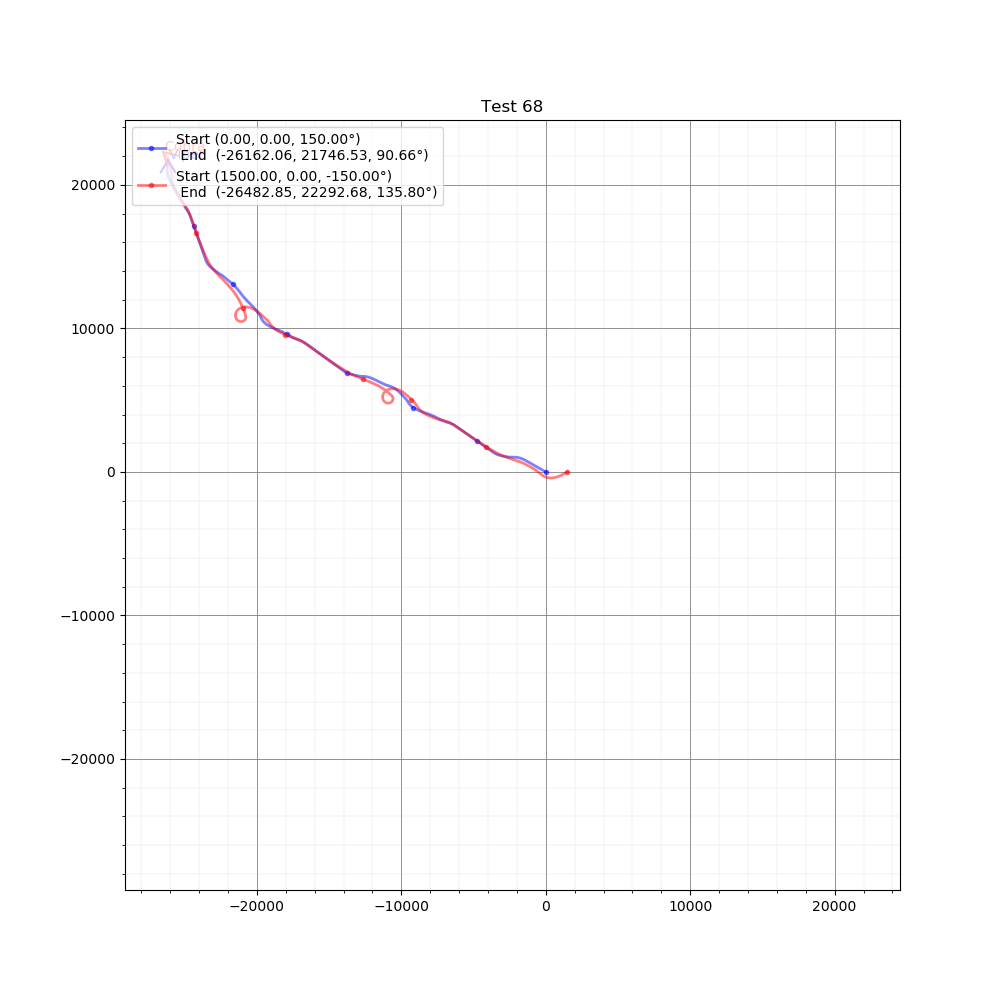 Test 68
Start (0.00, 0.00, 150.00°)
End  (-26162.06, 21746.53, 90.66°)
Start (1500.00, 0.00, -150.00°)
End  (-26482.85, 22292.68, 135.80°)
20000
10000
0
−10000
−20000
−20000 −10000 0 10000 20000